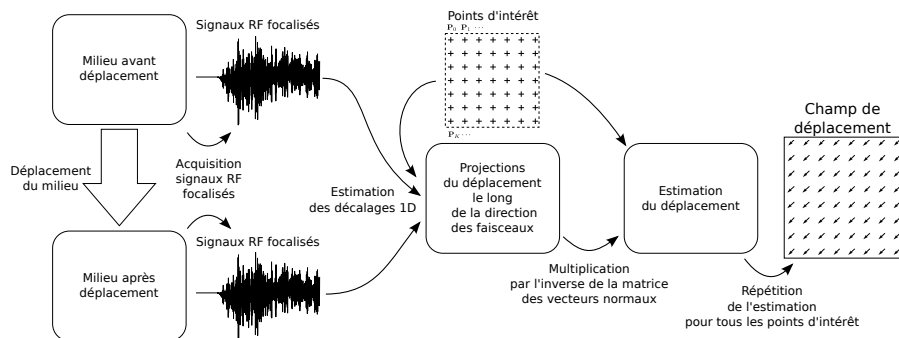 Signaux RF focalisés
Milieu avant
déplacement
Acquisition
signaux RF
focalisés
Déplacement
du milieu
Milieu après
déplacement
Signaux RF focalisés
Estimation
des décalages 1D
Points d'intérêt
P₀ P₁ ...
P_K ...
Projections
du déplacement
le long
de la direction
des faisceaux
Multiplication
par l'inverse de la matrice
des vecteurs normaux
Estimation
du déplacement
Répétition
de l'estimation
pour tous les points d'intérêt
Champ de
déplacement